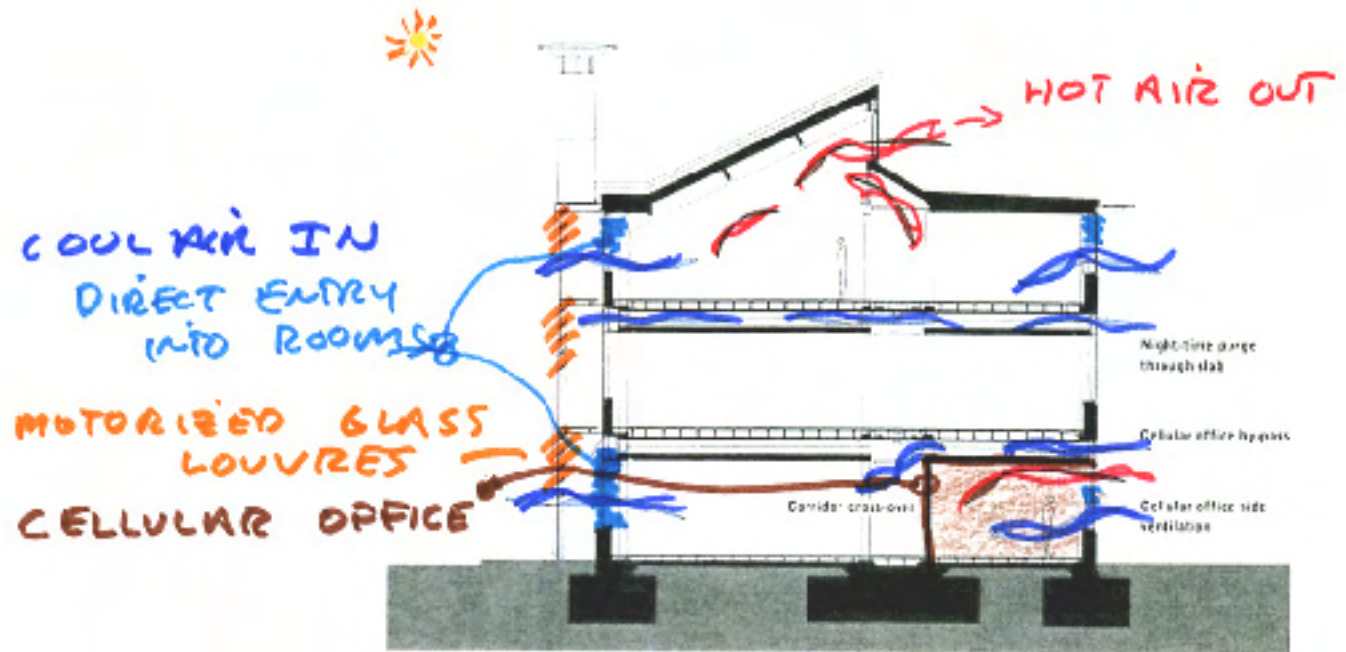 HOT AIR OUT
COOL AIR IN
DIRECT ENTRY
INTO ROOMS
Night-time purge
through slab
MOTORIZED GLASS
LOUVRES
Cellular office bypass
CELLULAR OFFICE
Corridor cross-over
Cellular office side
ventilation